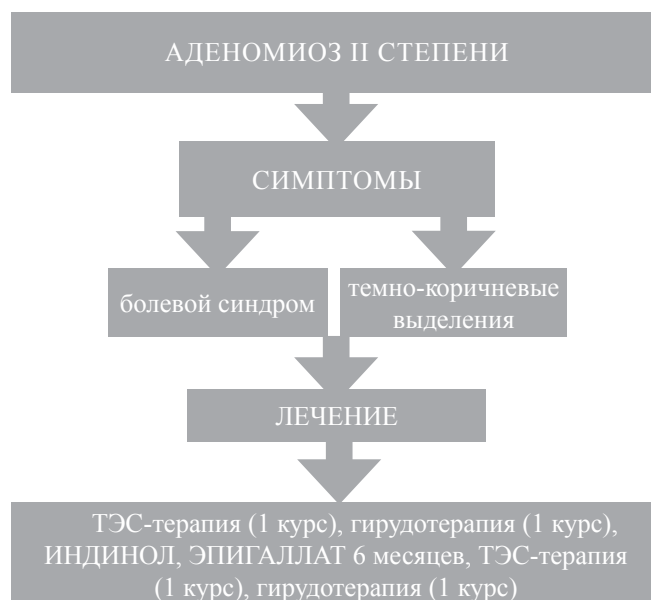 АДЕНОМИОЗ II СТЕПЕНИ
СИМПТОМЫ
болевой синдром
темно-коричневые
выделения
ЛЕЧЕНИЕ
ТЭС-терапия (1 курс), гирудотерапия (1 курс),
ИНДИНОЛ, ЭПИГАЛЛАТ 6 месяцев, ТЭС-терапия
(1 курс), гирудотерапия (1 курс)